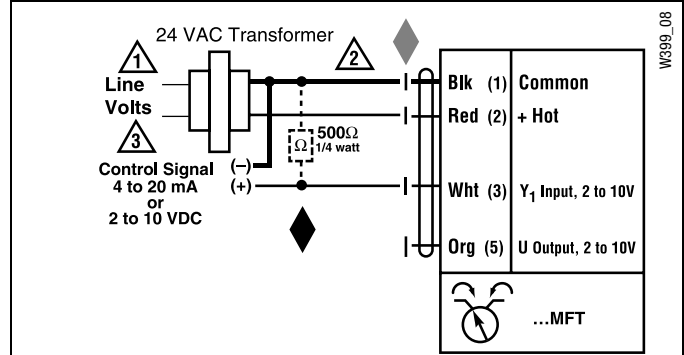 24 VAC Transformer
W399_08
1
2
Line
Volts
3
Blk (1) Common
Red (2) + Hot
500Ω
1/4 watt
Ω
Control Signal (–)
4 to 20 mA (+)
or
2 to 10 VDC
Wht (3) Y₁ Input, 2 to 10V
Org (5) U Output, 2 to 10V
...MFT